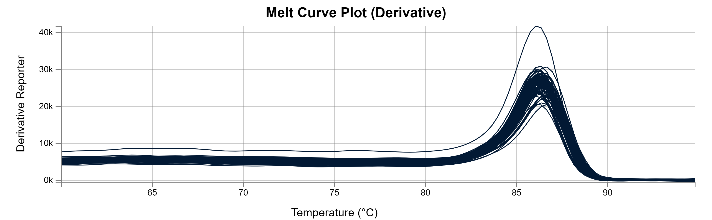 Melt Curve Plot (Derivative)
40k
30k
20k
10k
0k
Derivative Reporter
65
70
75
80
85
90
Temperature (°C)